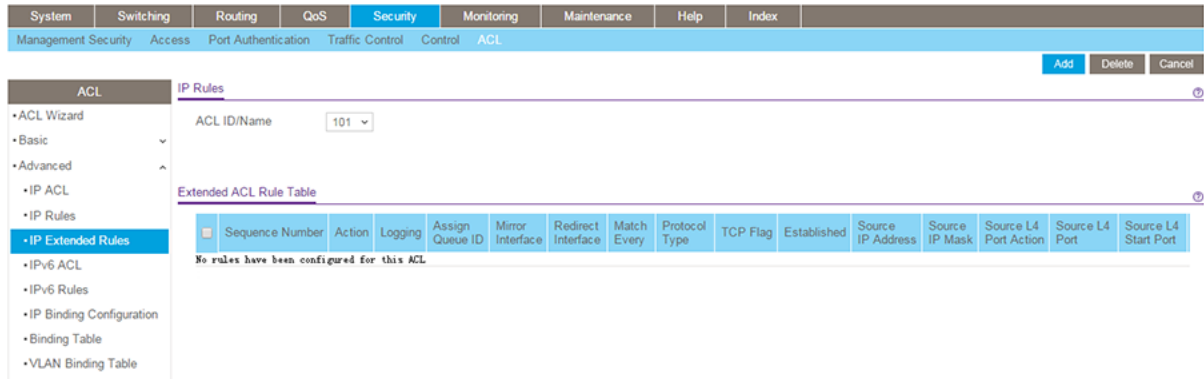 System Switching Routing QoS Security Monitoring Maintenance Help Index
Management Security Access Port Authentication Traffic Control Control ACL
Add Delete Cancel
ACL
ACL Wizard
Basic
Advanced
IP ACL
IP Rules
IP Extended Rules
IPv6 ACL
IPv6 Rules
IP Binding Configuration
Binding Table
VLAN Binding Table
IP Rules
ACL ID/Name 101
Extended ACL Rule Table
Sequence Number Action Logging Assign Queue ID Mirror Interface Redirect Interface Match Every Protocol Type TCP Flag Established Source IP Address Source IP Mask Source L4 Port Action Source L4 Port Source L4 Start Port
No rules have been configured for this ACL